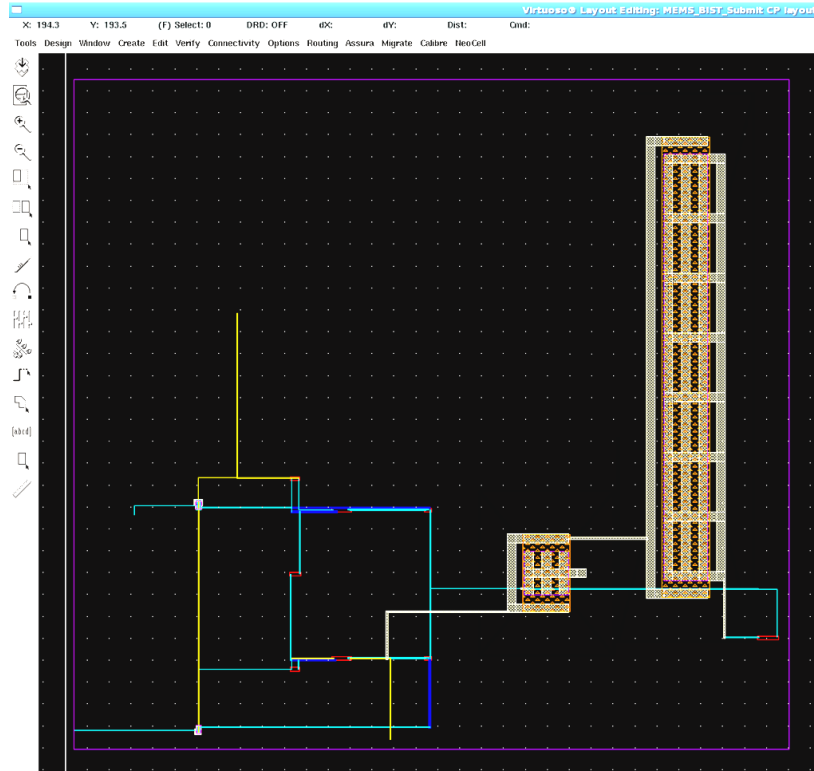 Virtuoso® Layout Editing: MEMS_BIST_Submit CP layou
X: 194.3 Y: 193.5 (F) Select: 0 DRD: OFF dX: dY: Dist: Cmd:
Tools Design Window Create Edit Verify Connectivity Options Routing Assura Migrate Calibre NeoCell
[abcd]